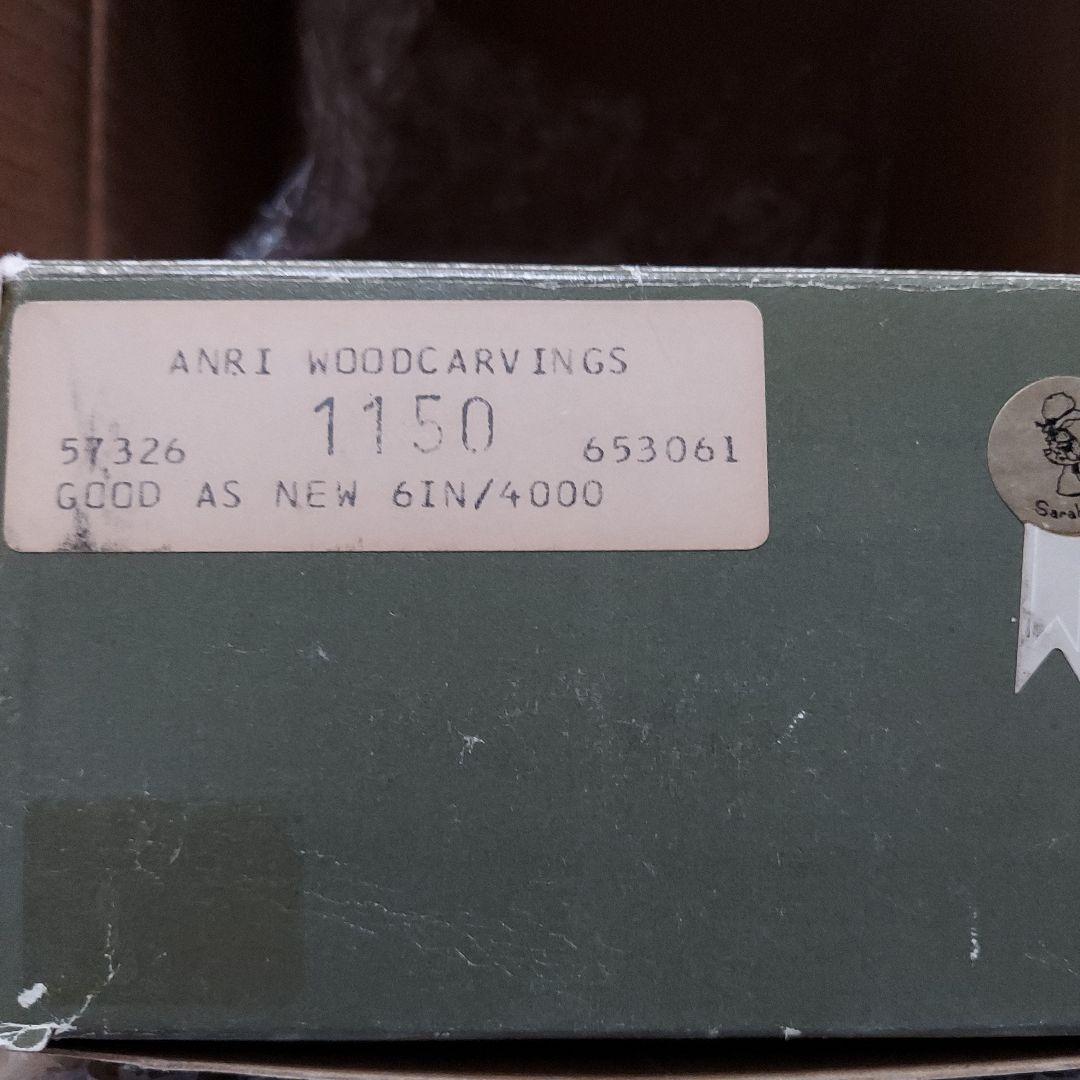 ANRI WOODCARVINGS
1150
57326 653061
GOOD AS NEW 6IN/4000